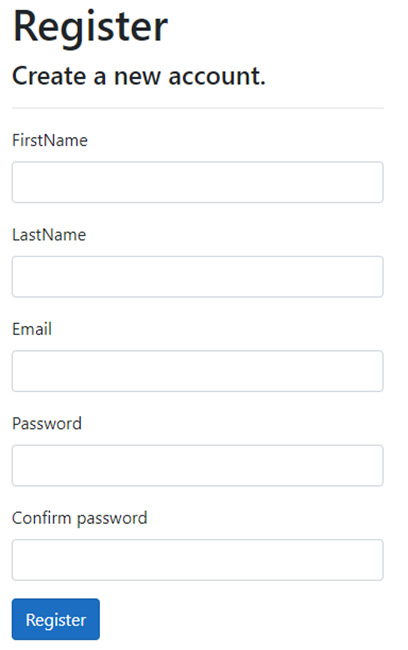 Register
Create a new account.
FirstName
LastName
Email
Password
Confirm password
Register